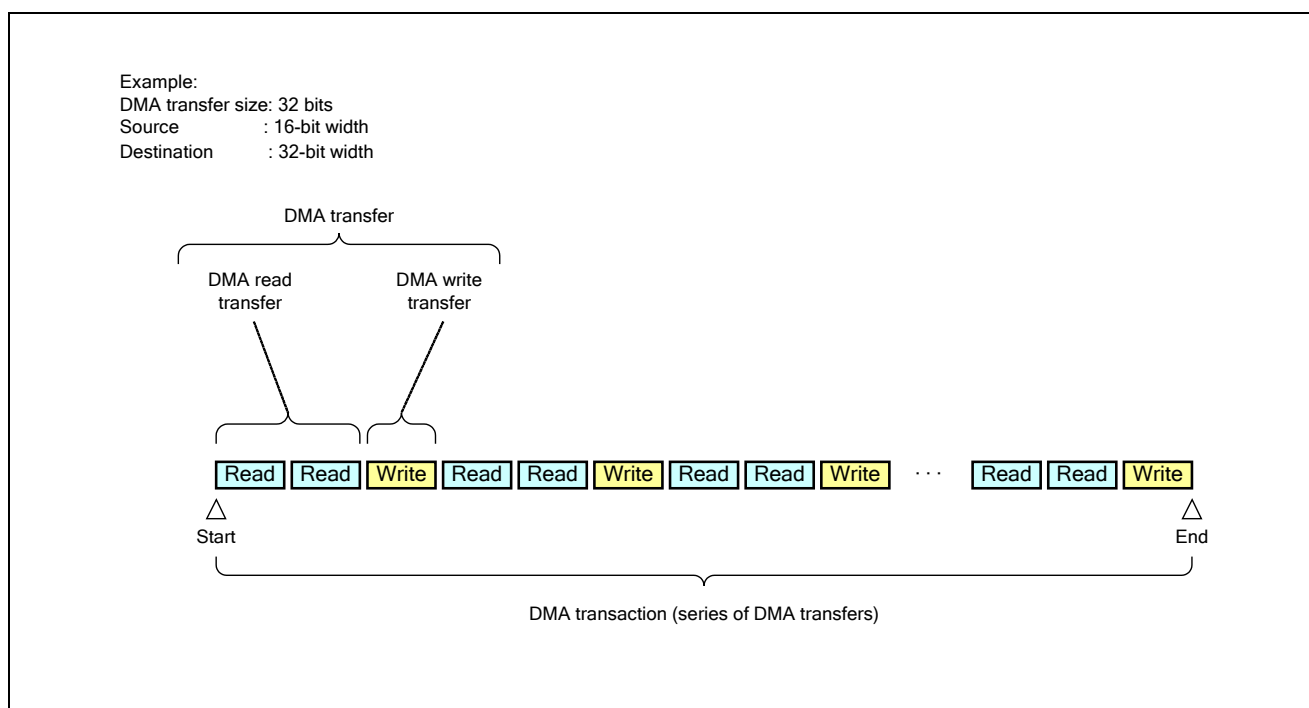 Example:
DMA transfer size: 32 bits
Source : 16-bit width
Destination : 32-bit width
DMA transfer
DMA read
transfer
DMA write
transfer
Read Read Write Read Read Write Read Read Write ··· Read Read Write
Start End
DMA transaction (series of DMA transfers)